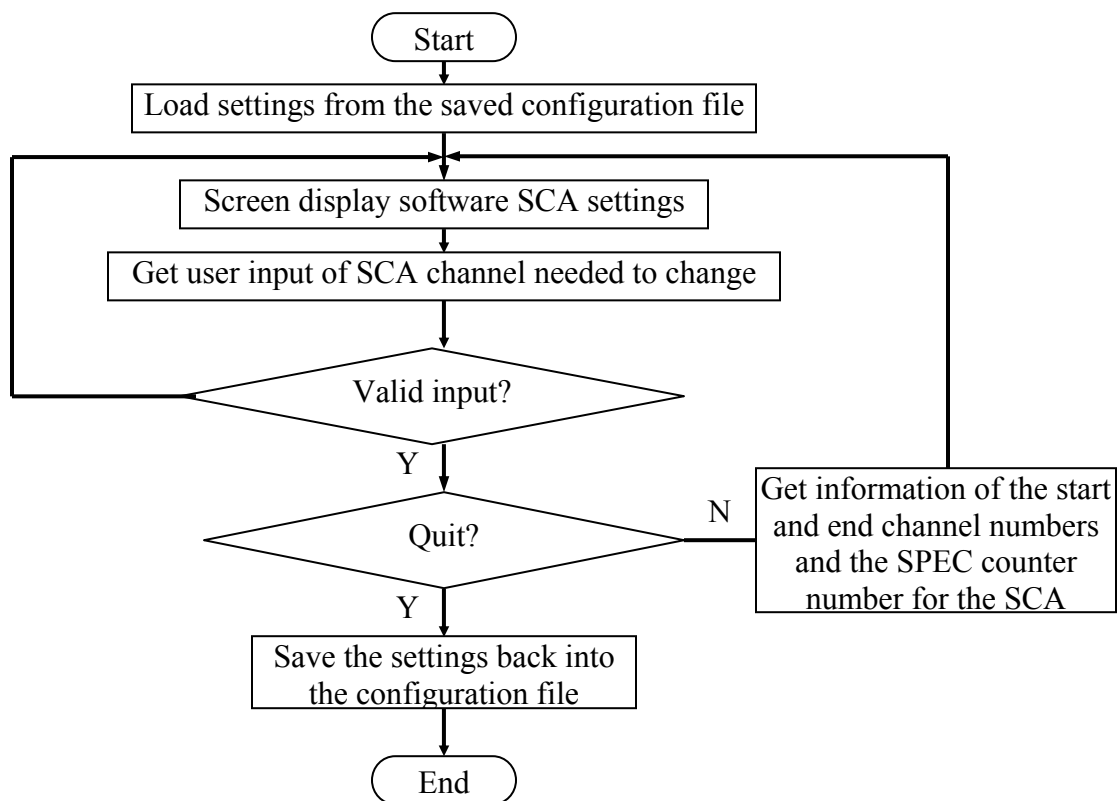 Start
Load settings from the saved configuration file
Screen display software SCA settings
Get user input of SCA channel needed to change
Valid input?
Y
Quit?
N
Get information of the start
and end channel numbers
and the SPEC counter
number for the SCA
Y
Save the settings back into
the configuration file
End